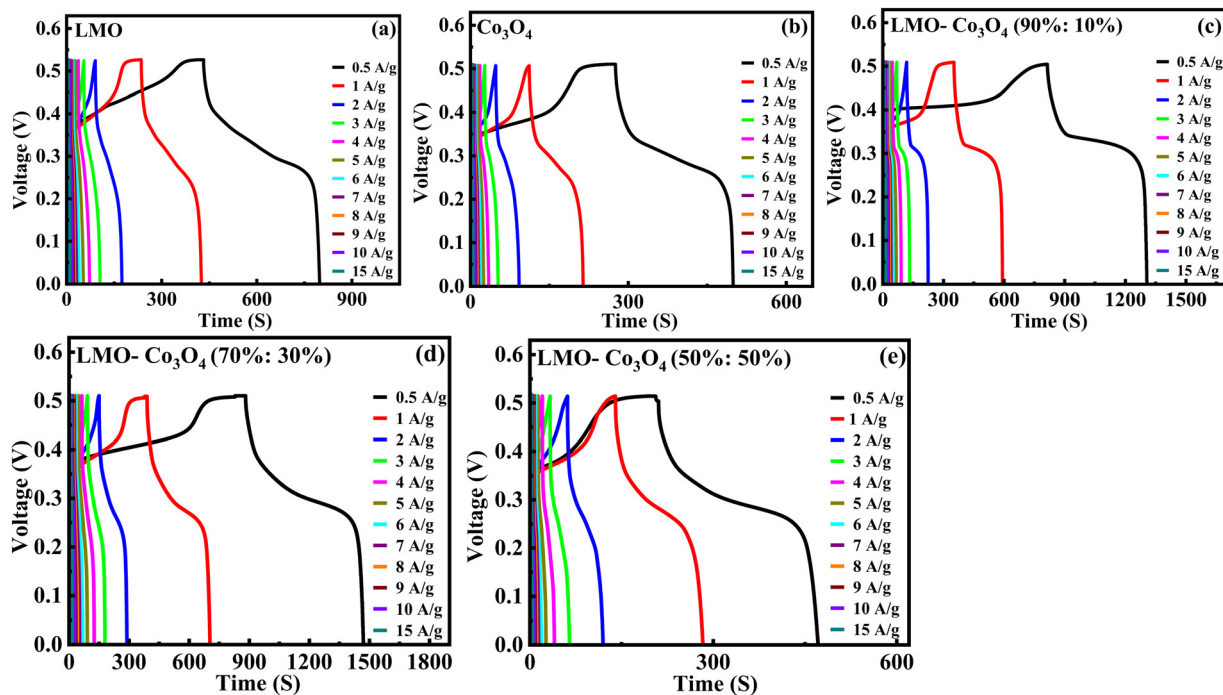 LMO
(a)
0.6
0.5
0.4
0.3
0.2
0.1
0.0
Voltage (V)
0.5 A/g
1 A/g
2 A/g
3 A/g
4 A/g
5 A/g
6 A/g
7 A/g
8 A/g
9 A/g
10 A/g
15 A/g
0 300 600 900
Time (S)
Co₃O₄
(b)
0.6
0.5
0.4
0.3
0.2
0.1
0.0
Voltage (V)
0.5 A/g
1 A/g
2 A/g
3 A/g
4 A/g
5 A/g
6 A/g
7 A/g
8 A/g
9 A/g
10 A/g
15 A/g
0 300 600
Time (S)
LMO- Co₃O₄ (90%: 10%)
(c)
0.6
0.5
0.4
0.3
0.2
0.1
0.0
Voltage (V)
0.5 A/g
1 A/g
2 A/g
3 A/g
4 A/g
5 A/g
6 A/g
7 A/g
8 A/g
9 A/g
10 A/g
15 A/g
0 300 600 900 1200 1500
Time (S)
LMO- Co₃O₄ (70%: 30%)
(d)
0.6
0.5
0.4
0.3
0.2
0.1
0.0
Voltage (V)
0.5 A/g
1 A/g
2 A/g
3 A/g
4 A/g
5 A/g
6 A/g
7 A/g
8 A/g
9 A/g
10 A/g
15 A/g
0 300 600 900 1200 1500 1800
Time (S)
LMO- Co₃O₄ (50%: 50%)
(e)
0.6
0.5
0.4
0.3
0.2
0.1
0.0
Voltage (V)
0.5 A/g
1 A/g
2 A/g
3 A/g
4 A/g
5 A/g
6 A/g
7 A/g
8 A/g
9 A/g
10 A/g
15 A/g
0 300 600
Time (S)